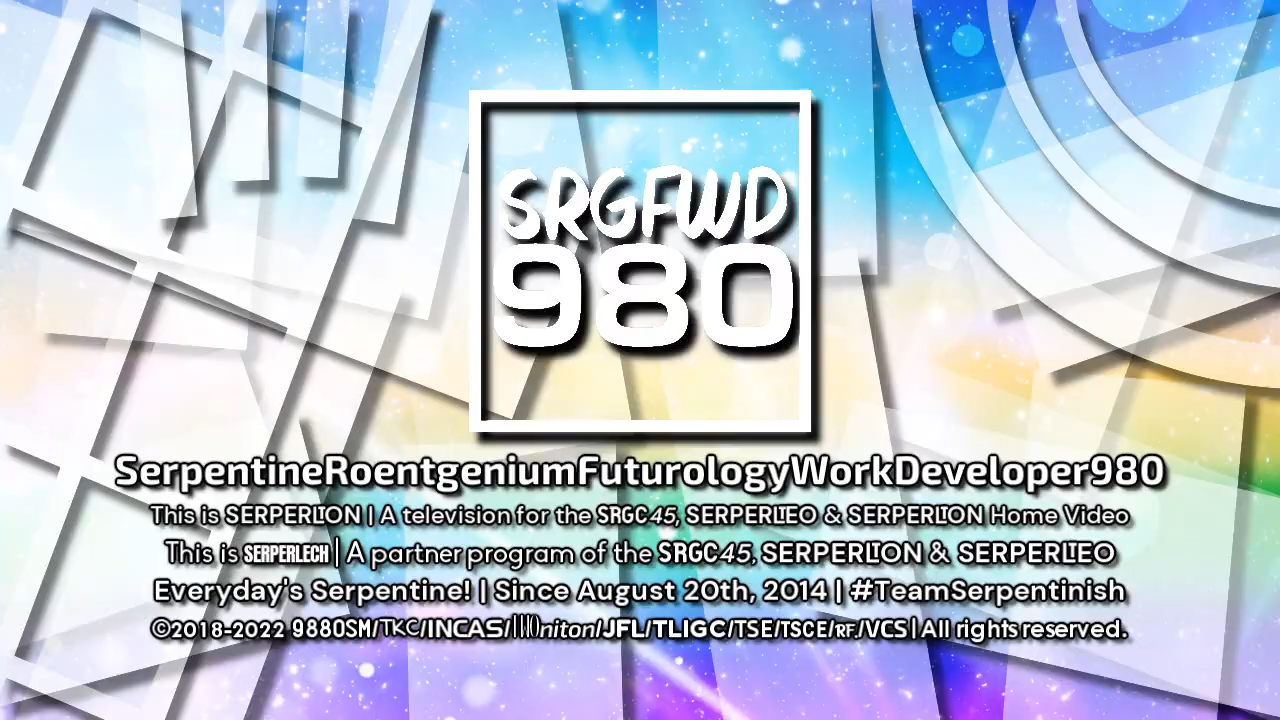 SRGFWD
980
SerpentineRoentgeniumFuturologyWorkDeveloper980
This is SERPERLION | A television for the SRGC45, SERPERLEO & SERPERLION Home Video
This is SERPERLECH | A partner program of the SRGC45, SERPERLION & SERPERLEO
Everyday's Serpentine! | Since August 20th, 2014 | #TeamSerpentinish
©2018-2022 9880SM/TKC/INCAS/niton/JFL/TLIGC/TSE/TSCE/RF./VCS | All rights reserved.